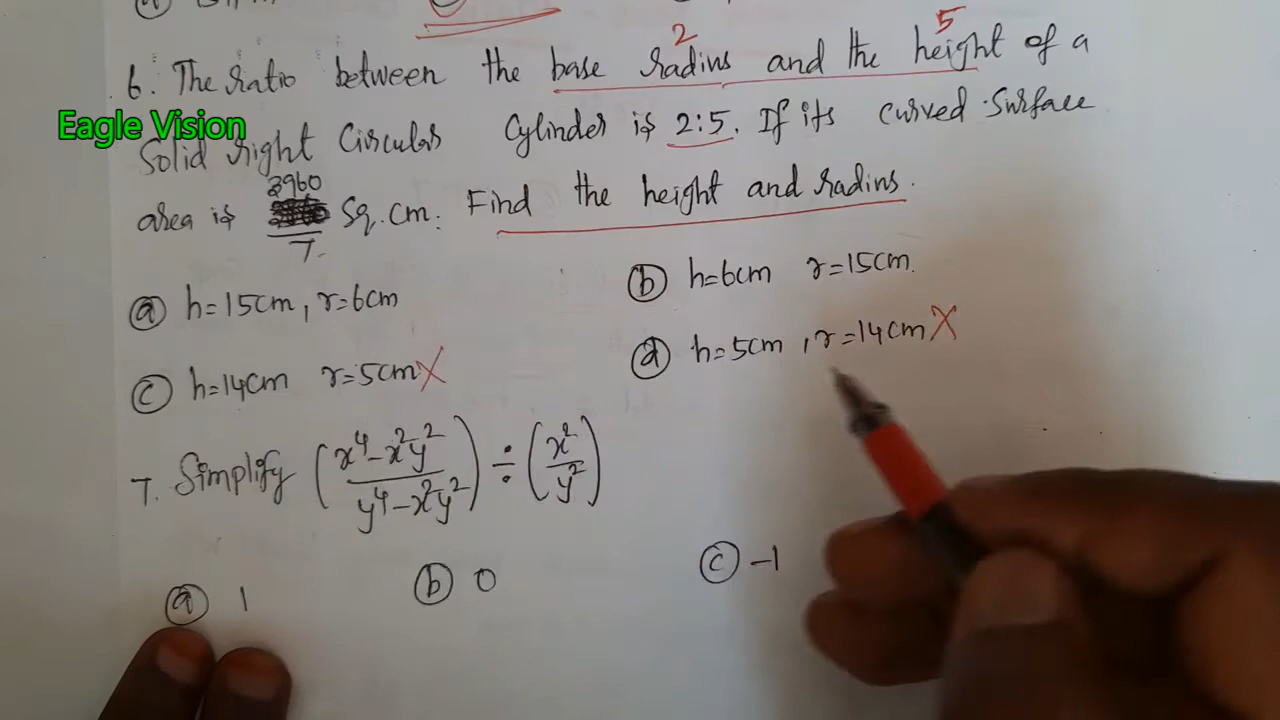 2 5
6. The ratio between the base radius and the height of a
Eagle Vision
Solid right Circular Cylinder is 2:5. If its curved surface
area is 3960/7 Sq.cm. Find the height and radius.
ⓐ h=15cm, r=6cm ⓑ h=6cm r=15cm.
ⓒ h=14cm r=5cm X ⓓ h=5cm, r=14cm X
7. Simplify (x⁴-x²y²/y⁴-x²y²) ÷ (x²/y²)
ⓐ 1 ⓑ 0 ⓒ -1